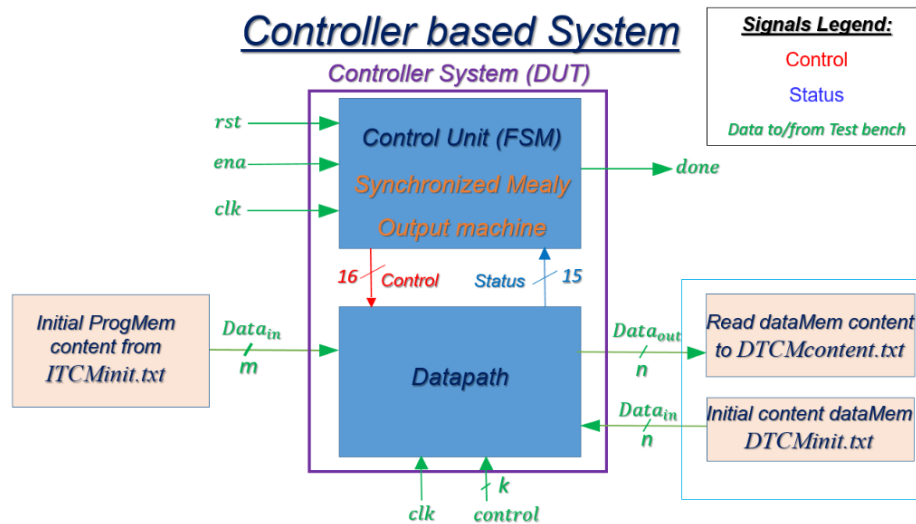 Controller based System
Signals Legend:
Control
Status
Data to/from Test bench
Controller System (DUT)
rst
ena
clk
Control Unit (FSM)
Synchronized Mealy
Output machine
done
16
Control
Status
15
Initial ProgMem
content from
ITCMinit.txt
Data_in
m
Datapath
Data_out
n
Read dataMem content
to DTCMcontent.txt
Data_in
n
Initial content dataMem
DTCMinit.txt
clk
k
control